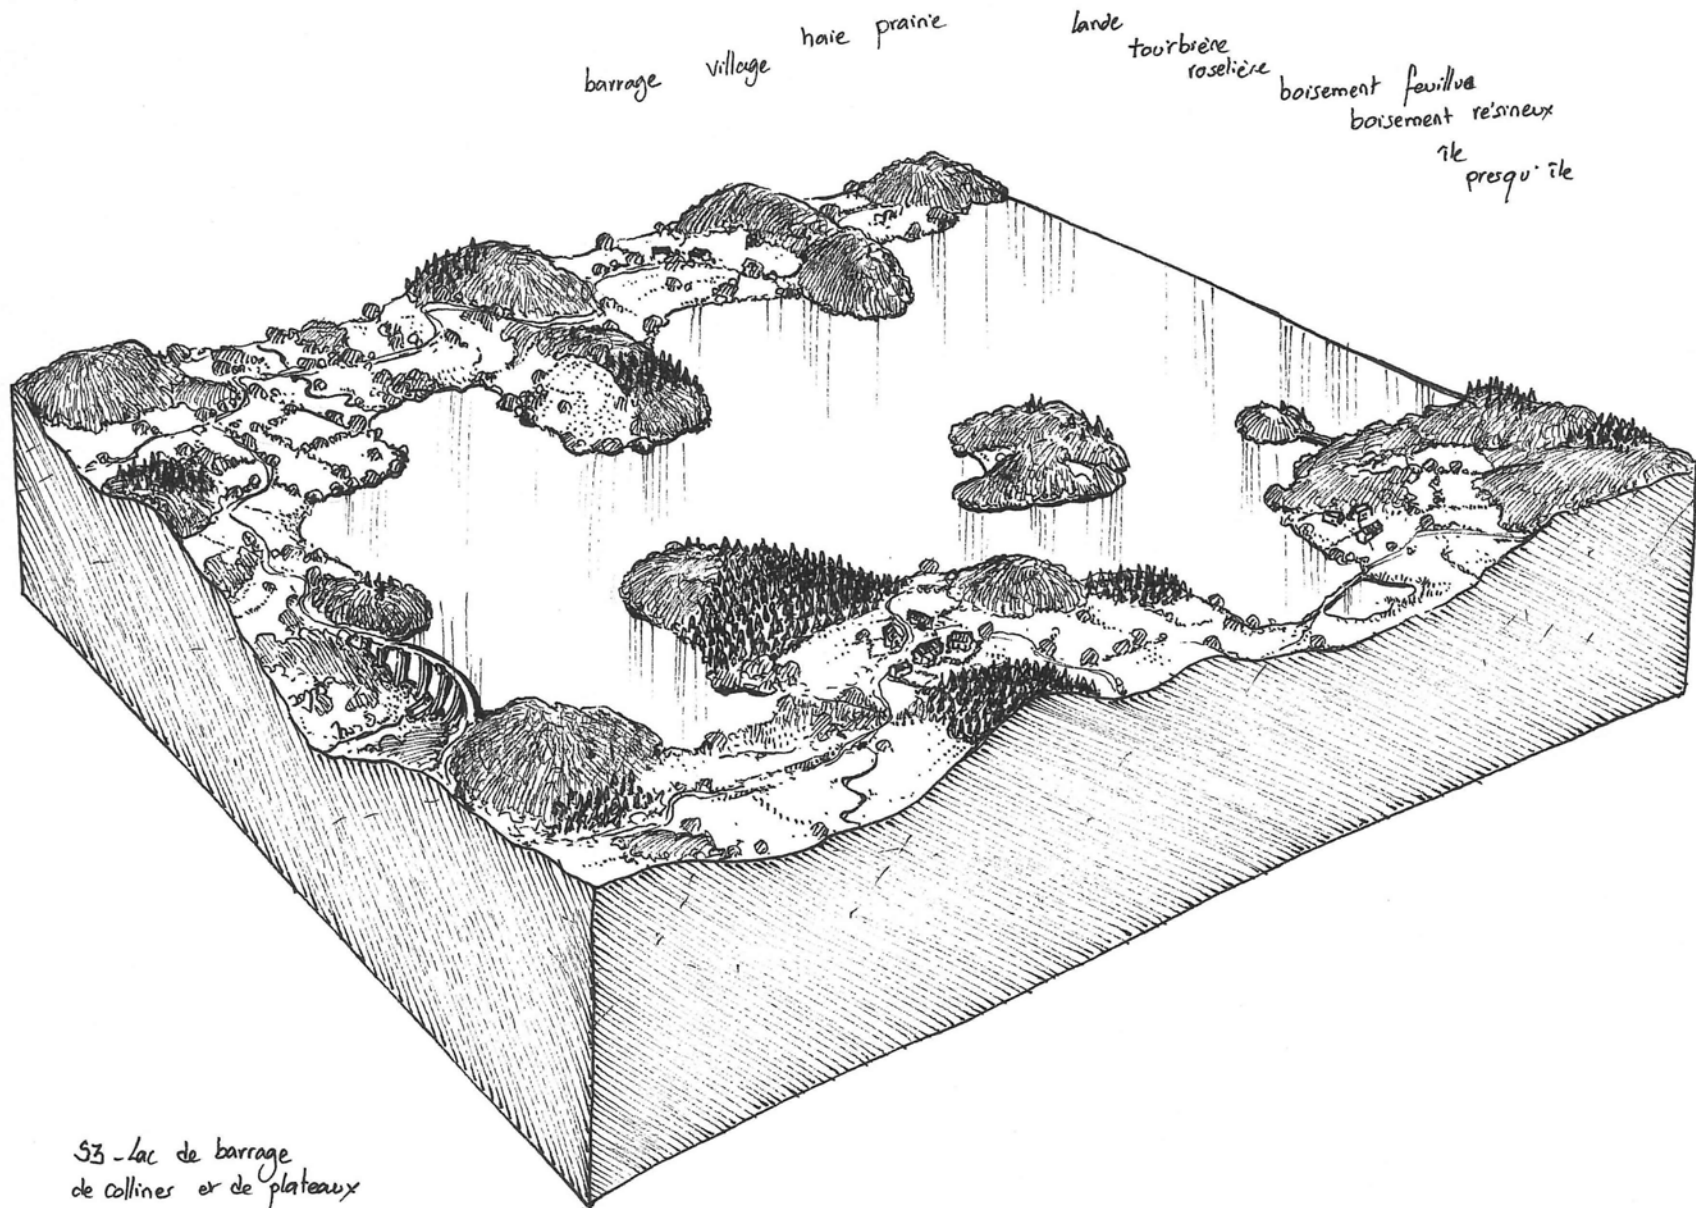 haie prairie
lande
barrage village
tourbière
roselière
boisement feuillus
boisement résineux
île
presqu'île
S3 - Lac de barrage
de collines et de plateaux